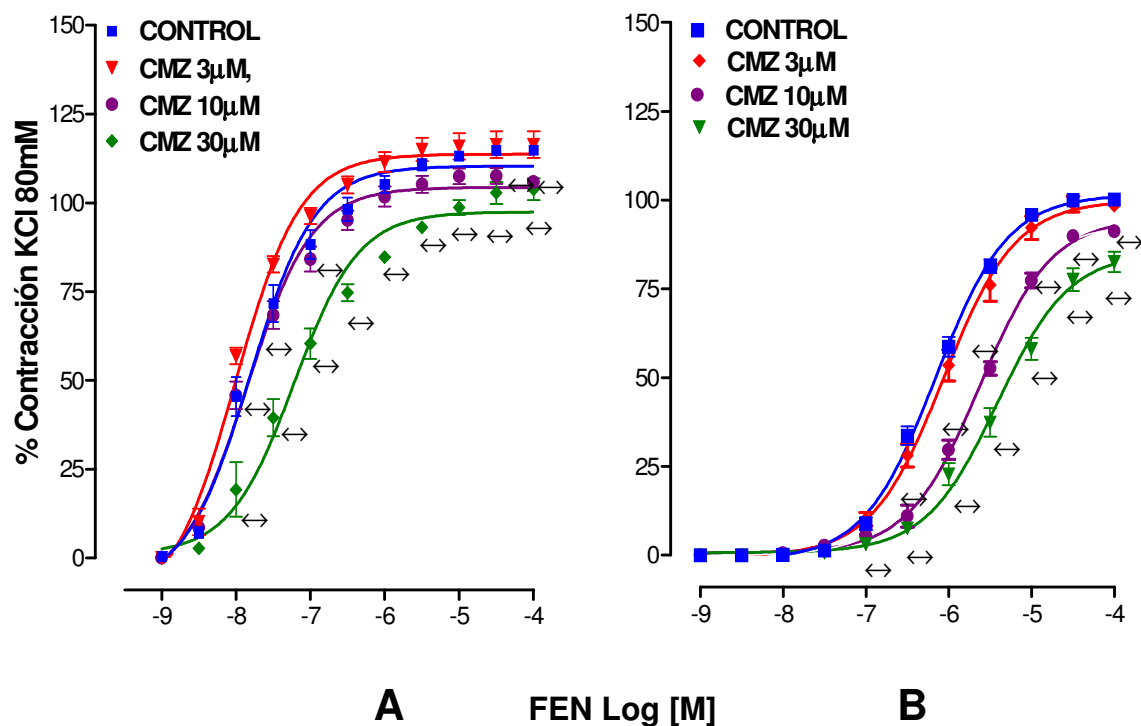 % Contracción KCl 80mM
150
125
100
75
50
25
0
CONTROL
CMZ 3µM,
CMZ 10µM
CMZ 30µM
-9 -8 -7 -6 -5 -4
150
125
100
75
50
25
0
CONTROL
CMZ 3µM
CMZ 10µM
CMZ 30µM
-9 -8 -7 -6 -5 -4
A FEN Log [M] B